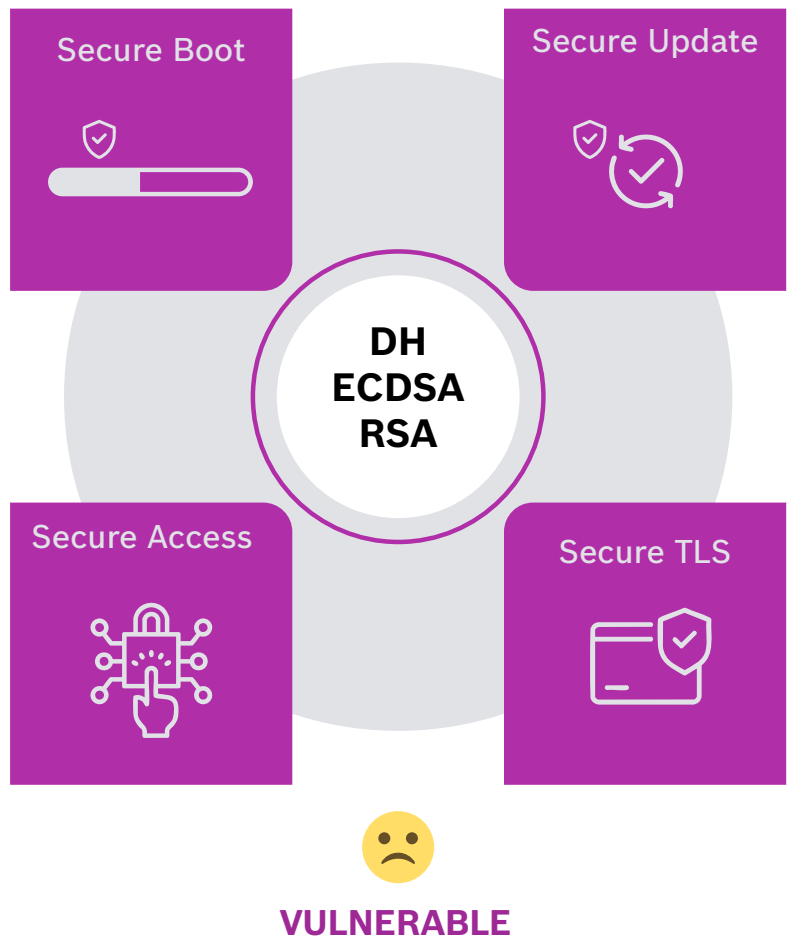 Secure Boot
Secure Update
DH
ECDSA
RSA
Secure Access
Secure TLS
VULNERABLE